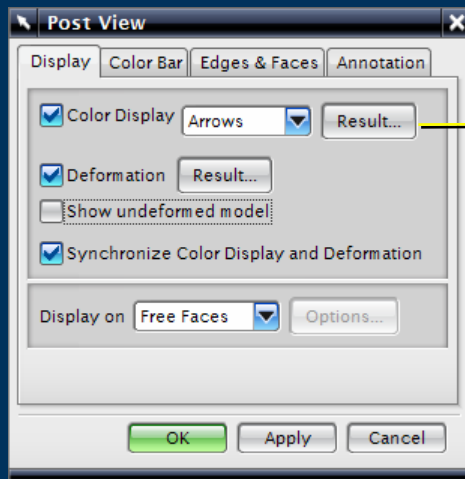 Post View
Display Color Bar Edges & Faces Annotation
Color Display Arrows Result...
Deformation Result...
Show undeformed model
Synchronize Color Display and Deformation
Display on Free Faces Options...
OK Apply Cancel